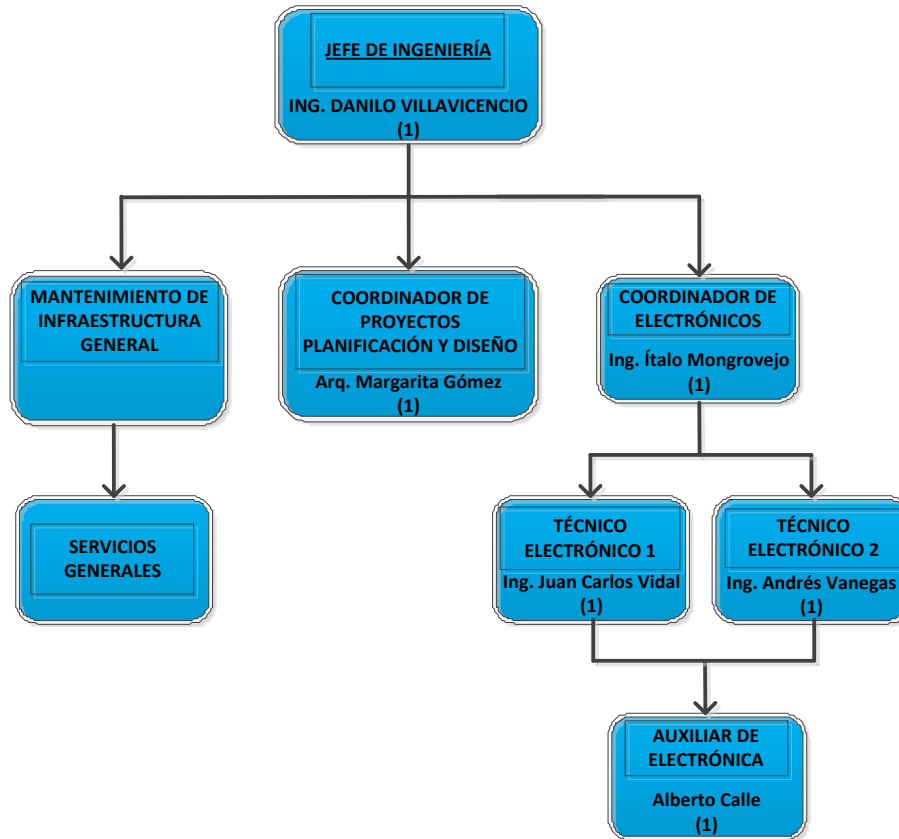 JEFE DE INGENIERÍA
ING. DANILO VILLAVICENCIO
(1)
MANTENIMIENTO DE
INFRAESTRUCTURA
GENERAL
COORDINADOR DE
PROYECTOS
PLANIFICACIÓN Y DISEÑO
Arq. Margarita Gómez
(1)
COORDINADOR DE
ELECTRÓNICOS
Ing. Ítalo Mongrovejo
(1)
SERVICIOS
GENERALES
TÉCNICO
ELECTRÓNICO 1
Ing. Juan Carlos Vidal
(1)
TÉCNICO
ELECTRÓNICO 2
Ing. Andrés Vanegas
(1)
AUXILIAR DE
ELECTRÓNICA
Alberto Calle
(1)